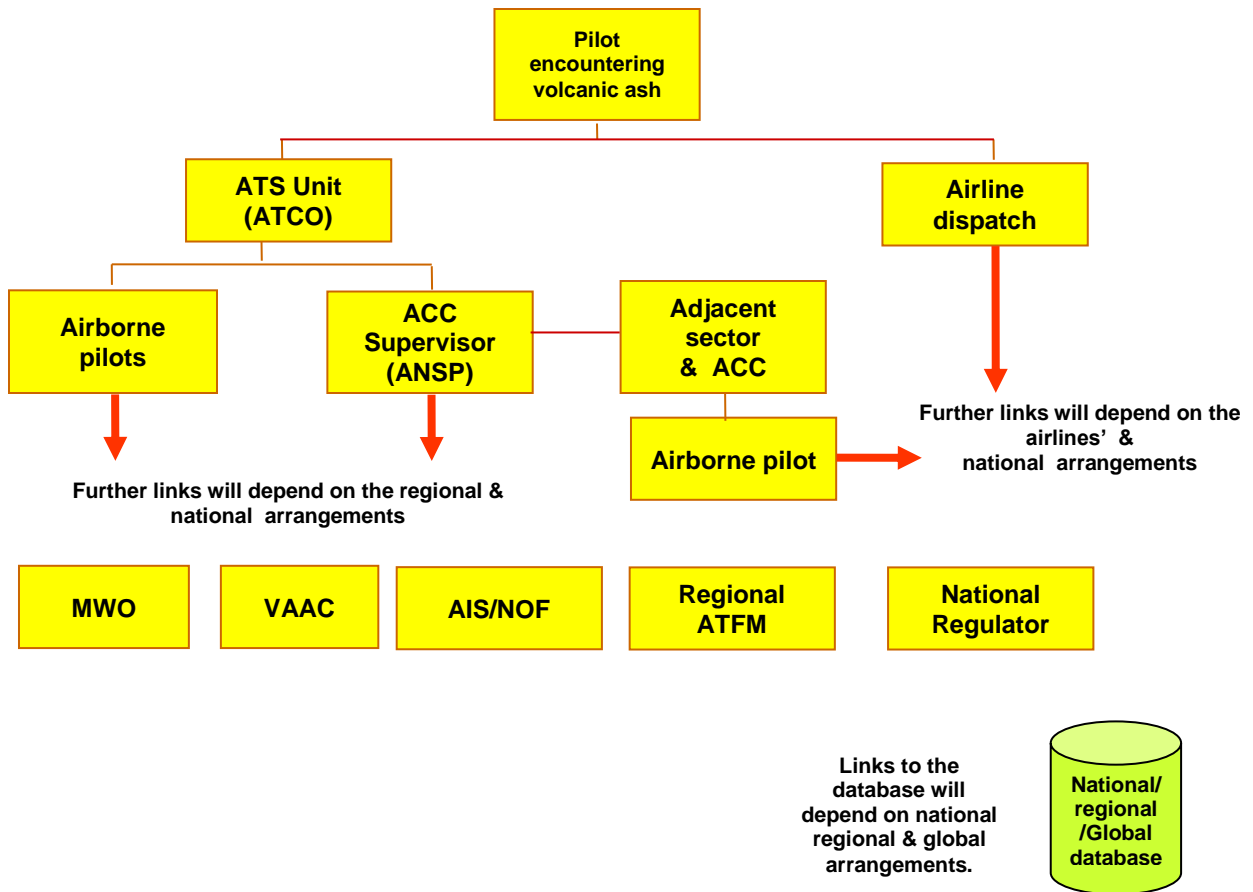 Pilot
encountering
volcanic ash
ATS Unit
(ATCO)
Airline
dispatch
Airborne
pilots
ACC
Supervisor
(ANSP)
Adjacent
sector
& ACC
Airborne pilot
Further links will depend on the
airlines’ &
national arrangements
Further links will depend on the regional &
national arrangements
MWO
VAAC
AIS/NOF
Regional
ATFM
National
Regulator
Links to the
database will
depend on national
regional & global
arrangements.
National/
regional
/Global
database